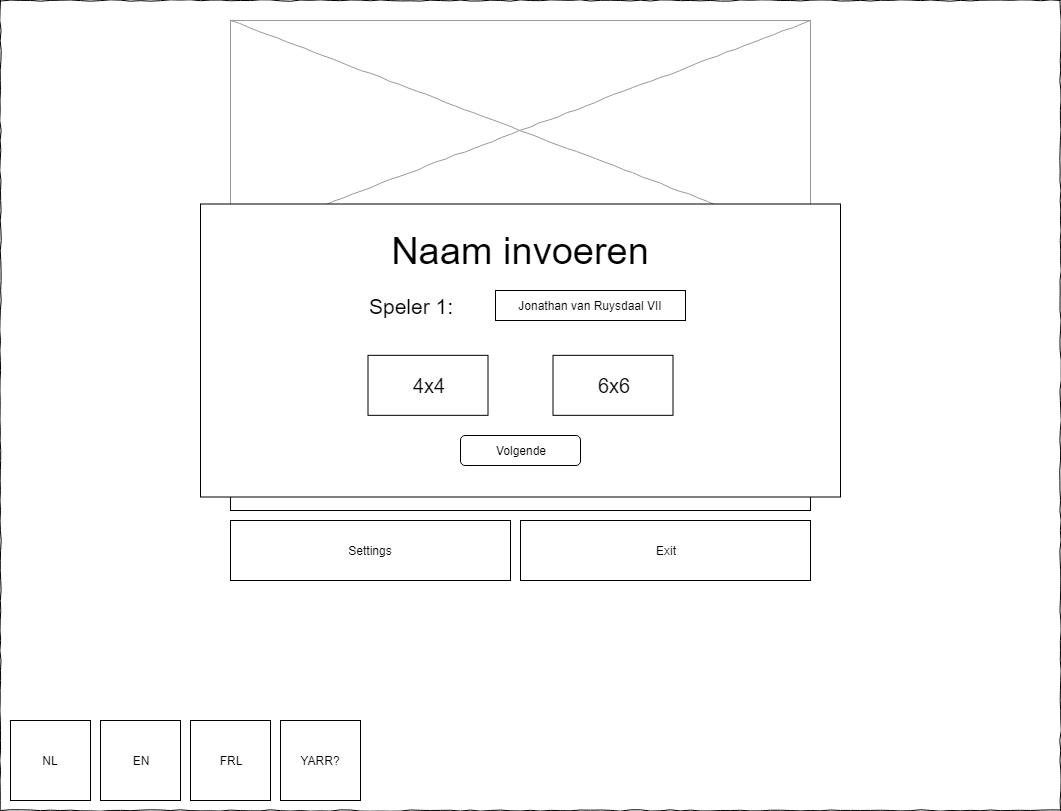 Naam invoeren
Speler 1:
Jonathan van Ruysdaal VII
4x4
6x6
Volgende
Settings
Exit
NL
EN
FRL
YARR?